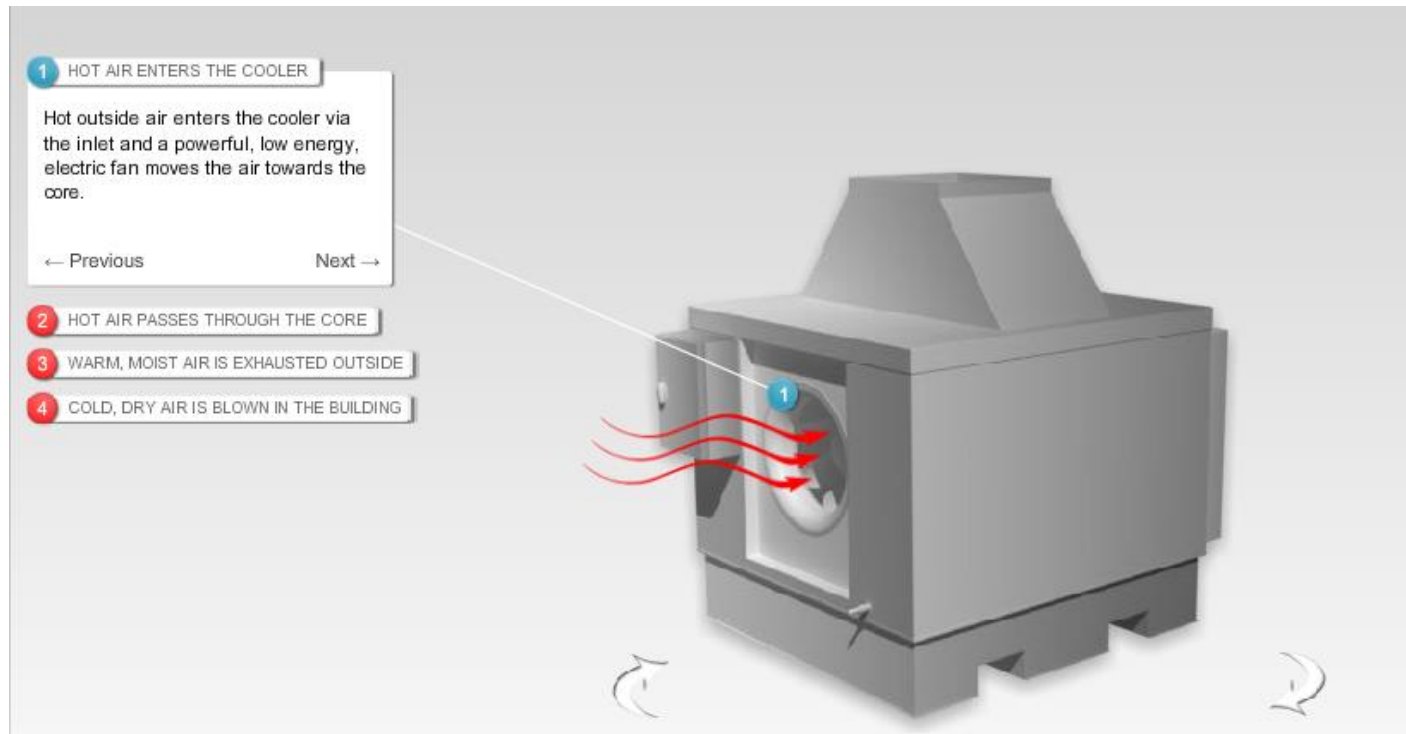 1 HOT AIR ENTERS THE COOLER
Hot outside air enters the cooler via
the inlet and a powerful, low energy,
electric fan moves the air towards the
core.
← Previous Next →
2 HOT AIR PASSES THROUGH THE CORE
3 WARM, MOIST AIR IS EXHAUSTED OUTSIDE
4 COLD, DRY AIR IS BLOWN IN THE BUILDING
1